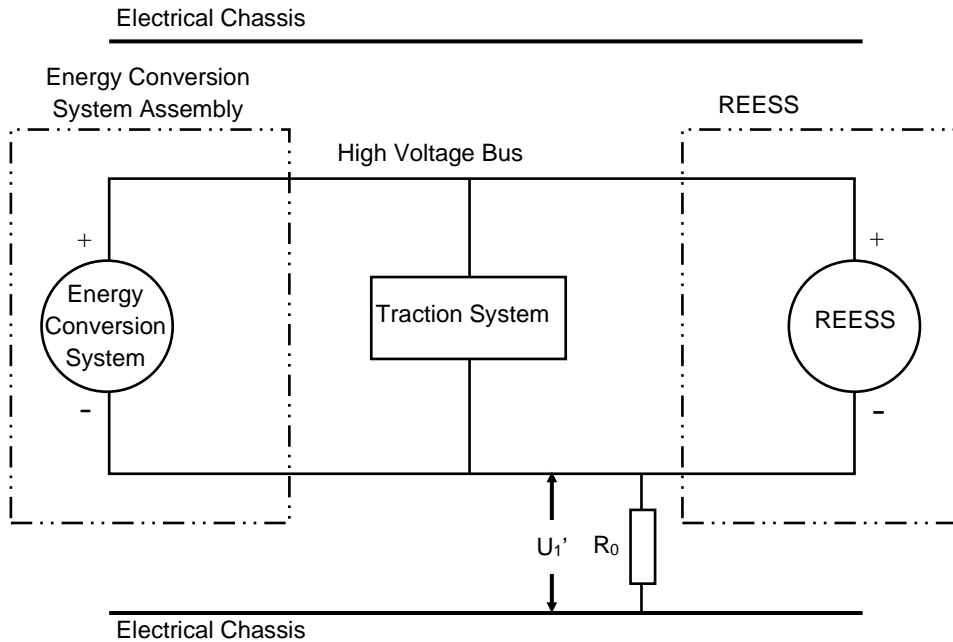 Electrical Chassis
Energy Conversion
System Assembly
REESS
High Voltage Bus
+
+
Energy
Conversion
System
Traction System
REESS
-
-
U₁’
R₀
Electrical Chassis